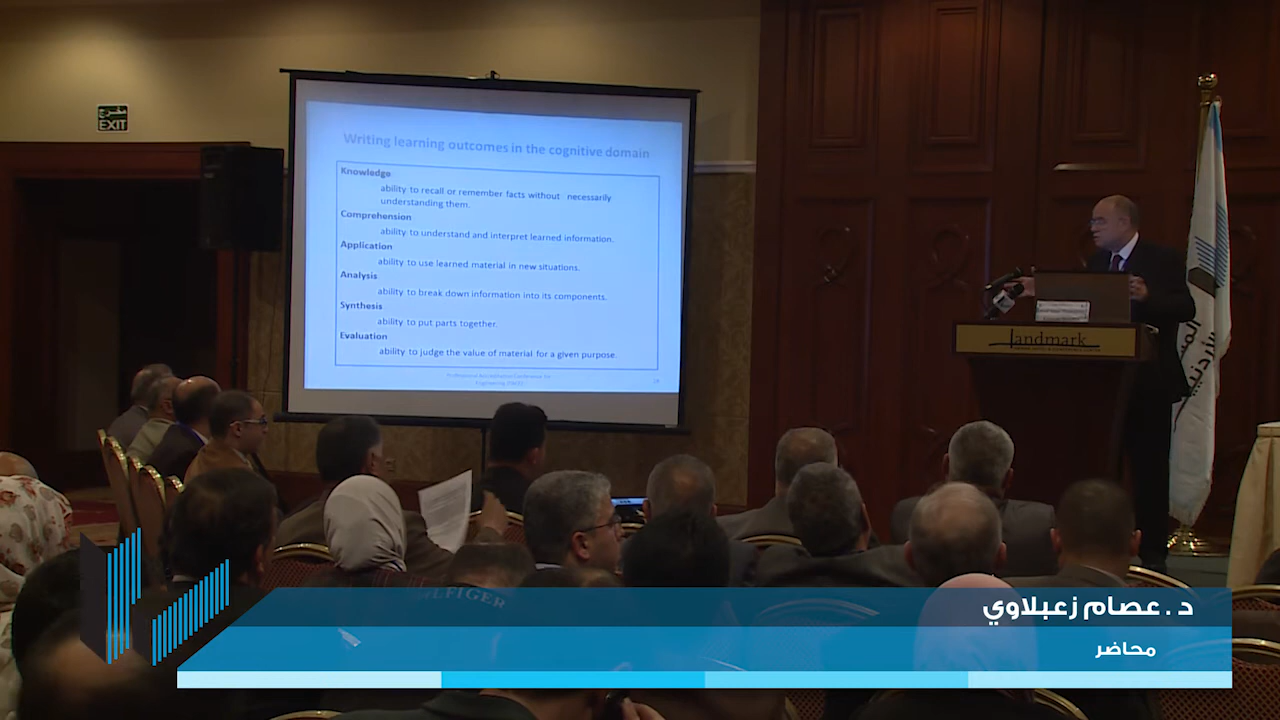 مخرج
EXIT
Writing learning outcomes in the cognitive domain
Knowledge
ability to recall or remember facts without necessarily
understanding them.
Comprehension
ability to understand and interpret learned information.
Application
ability to use learned material in new situations.
Analysis
ability to break down information into its components.
Synthesis
ability to put parts together.
Evaluation
ability to judge the value of material for a given purpose.
landmark
د. عصام زعبلاوي
محاضر